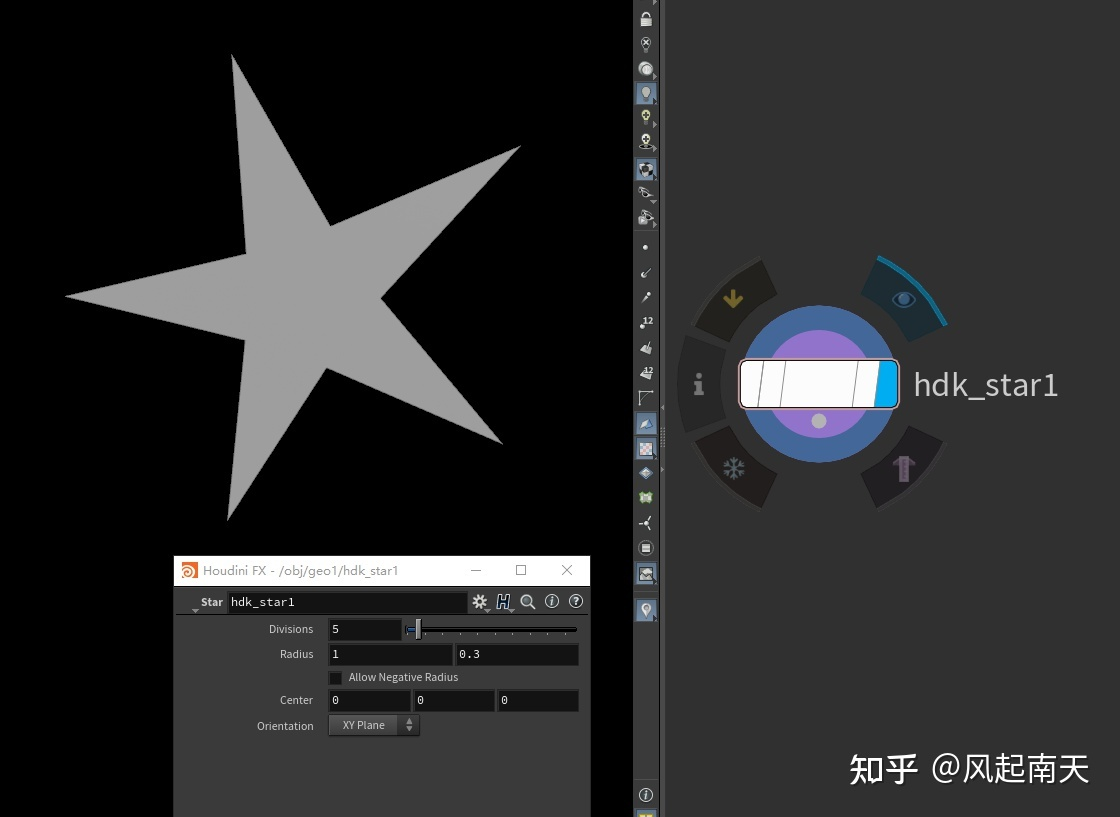 12
12
hdk_star1
Houdini FX - /obj/geo1/hdk_star1
Star hdk_star1
Divisions 5
Radius 1 0.3
Allow Negative Radius
Center 0 0 0
Orientation XY Plane
知乎 @风起南天